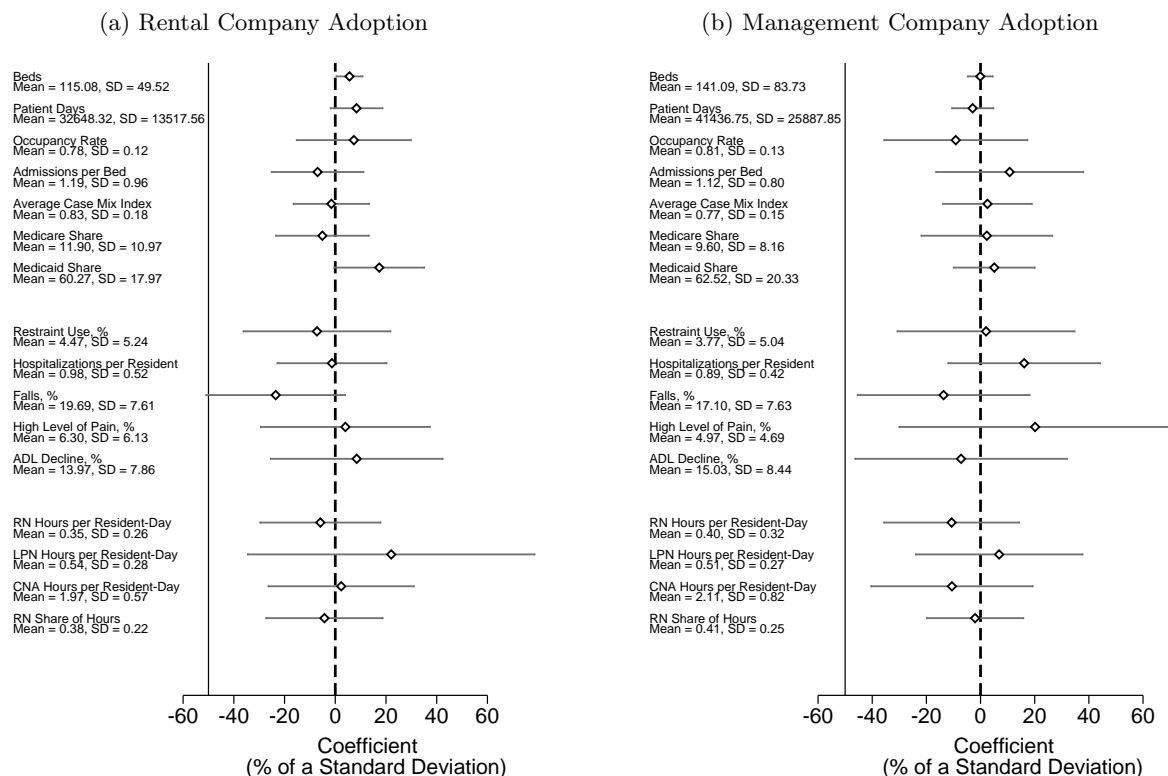 (a) Rental Company Adoption
Beds
Mean = 115.08, SD = 49.52
Patient Days
Mean = 32648.32, SD = 13517.56
Occupancy Rate
Mean = 0.78, SD = 0.12
Admissions per Bed
Mean = 1.19, SD = 0.96
Average Case Mix Index
Mean = 0.83, SD = 0.18
Medicare Share
Mean = 11.90, SD = 10.97
Medicaid Share
Mean = 60.27, SD = 17.97
Restraint Use, %
Mean = 4.47, SD = 5.24
Hospitalizations per Resident
Mean = 0.98, SD = 0.52
Falls, %
Mean = 19.69, SD = 7.61
High Level of Pain, %
Mean = 6.30, SD = 6.13
ADL Decline, %
Mean = 13.97, SD = 7.86
RN Hours per Resident-Day
Mean = 0.35, SD = 0.26
LPN Hours per Resident-Day
Mean = 0.54, SD = 0.28
CNA Hours per Resident-Day
Mean = 1.97, SD = 0.57
RN Share of Hours
Mean = 0.38, SD = 0.22
-60 -40 -20 0 20 40 60
Coefficient
(% of a Standard Deviation)
(b) Management Company Adoption
Beds
Mean = 141.09, SD = 83.73
Patient Days
Mean = 41436.75, SD = 25887.85
Occupancy Rate
Mean = 0.81, SD = 0.13
Admissions per Bed
Mean = 1.12, SD = 0.80
Average Case Mix Index
Mean = 0.77, SD = 0.15
Medicare Share
Mean = 9.60, SD = 8.16
Medicaid Share
Mean = 62.52, SD = 20.33
Restraint Use, %
Mean = 3.77, SD = 5.04
Hospitalizations per Resident
Mean = 0.89, SD = 0.42
Falls, %
Mean = 17.10, SD = 7.63
High Level of Pain, %
Mean = 4.97, SD = 4.69
ADL Decline, %
Mean = 15.03, SD = 8.44
RN Hours per Resident-Day
Mean = 0.40, SD = 0.32
LPN Hours per Resident-Day
Mean = 0.51, SD = 0.27
CNA Hours per Resident-Day
Mean = 2.11, SD = 0.82
RN Share of Hours
Mean = 0.41, SD = 0.25
-60 -40 -20 0 20 40 60
Coefficient
(% of a Standard Deviation)